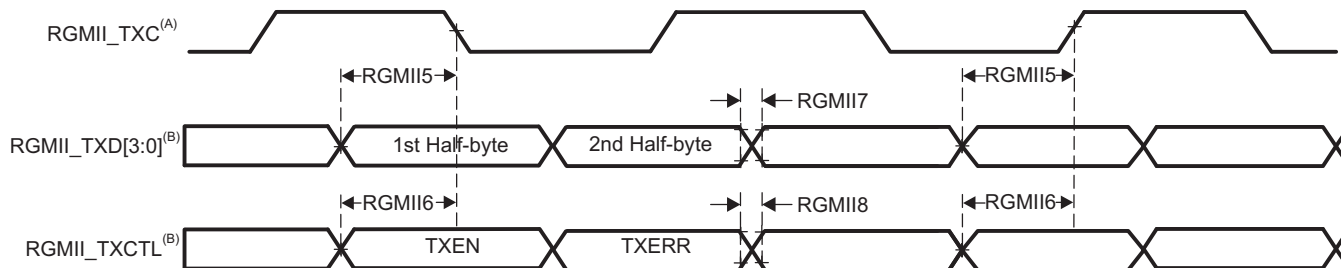 RGMII_TXC(A)
RGMII5
RGMII5
RGMII7
RGMII_TXD[3:0](B)
1st Half-byte
2nd Half-byte
RGMII6
RGMII8
RGMII6
RGMII_TXCTL(B)
TXEN
TXERR